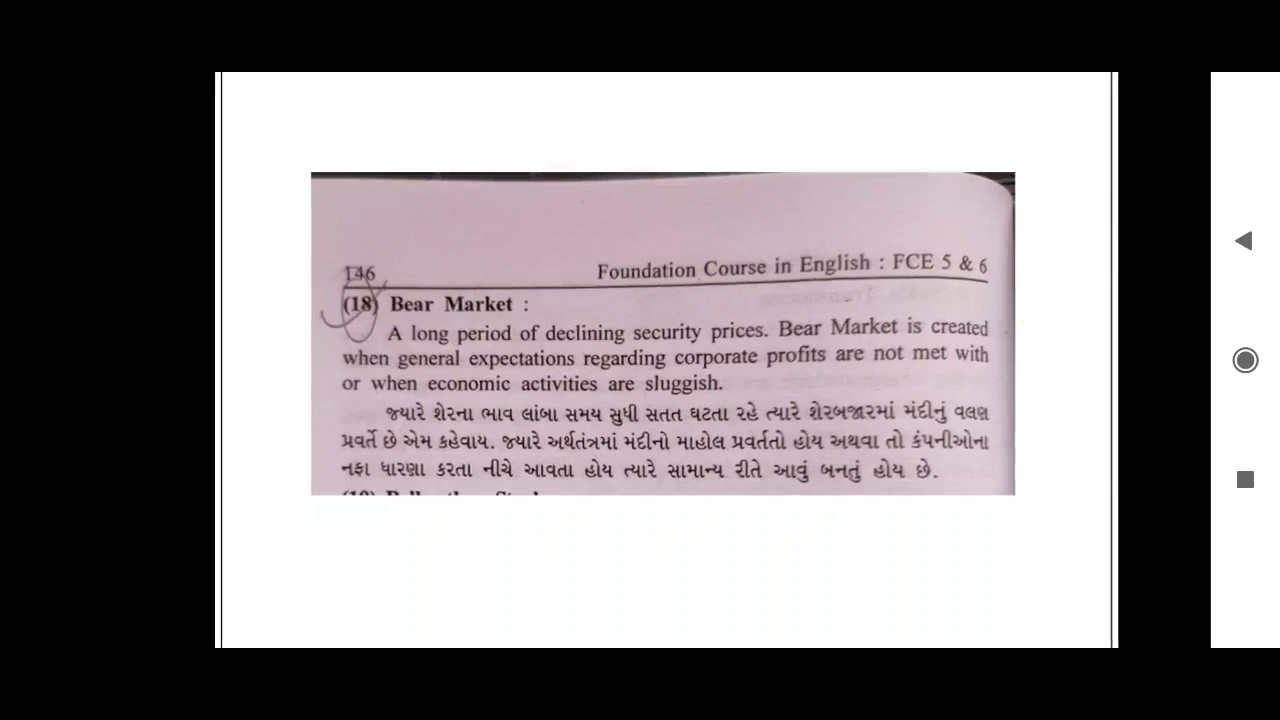 146
Foundation Course in English : FCE 5 & 6
(18) Bear Market :
A long period of declining security prices. Bear Market is created
when general expectations regarding corporate profits are not met with
or when economic activities are sluggish.
જ્યારે શેરના ભાવ લાંબા સમય સુધી સતત ઘટતા રહે ત્યારે શેરબજારમાં મંદીનું વલણ
પ્રવર્તે છે એમ કહેવાય. જ્યારે અર્થતંત્રમાં મંદીનો માહોલ પ્રવર્તતો હોય અથવા તો કંપનીઓના
નફા ધારણા કરતા નીચે આવતા હોય ત્યારે સામાન્ય રીતે આવું બનતું હોય છે.